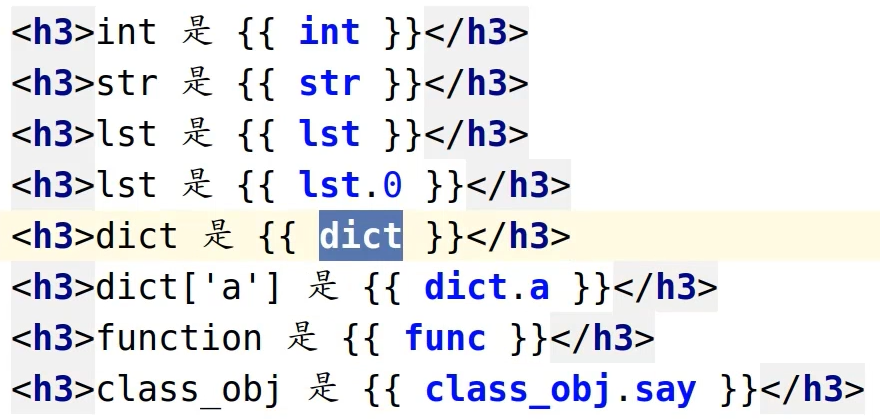 <h3>int 是 {{ int }}</h3>
<h3>str 是 {{ str }}</h3>
<h3>lst 是 {{ lst }}</h3>
<h3>lst 是 {{ lst.0 }}</h3>
<h3>dict 是 {{ dict }}</h3>
<h3>dict['a'] 是 {{ dict.a }}</h3>
<h3>function 是 {{ func }}</h3>
<h3>class_obj 是 {{ class_obj.say }}</h3>